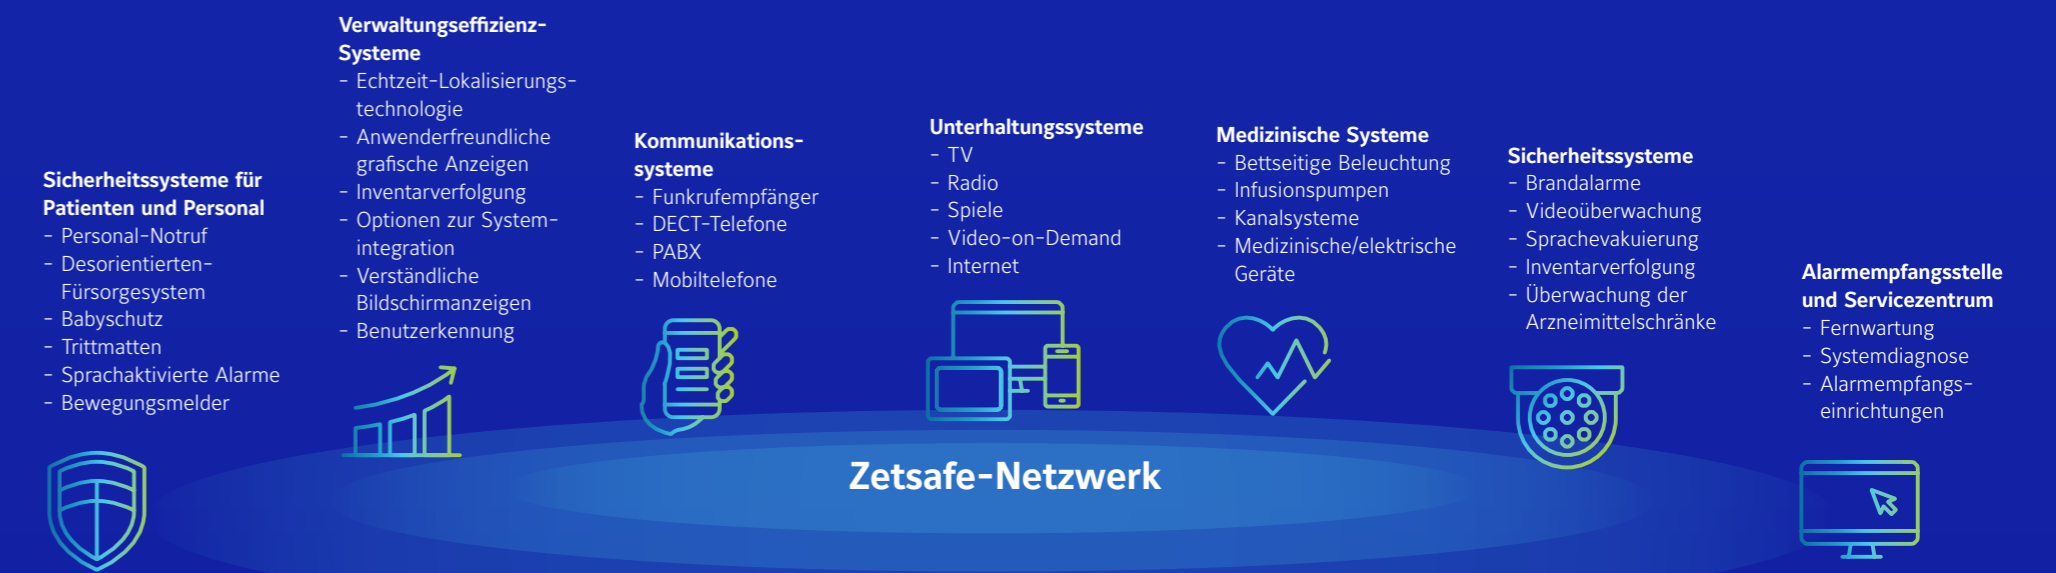 Sicherheitssysteme für
Patienten und Personal
- Personal-Notruf
- Desorientierten-
Fürsorgesystem
- Babyschutz
- Trittmatten
- Sprachaktivierte Alarme
- Bewegungsmelder
Verwaltungseffizienz-
Systeme
- Echtzeit-Lokalisierungs-
technologie
- Anwenderfreundliche
grafische Anzeigen
- Inventarverfolgung
- Optionen zur System-
integration
- Verständliche
Bildschirmanzeigen
- Benutzerkennung
Kommunikations-
systeme
- Funkrufempfänger
- DECT-Telefone
- PABX
- Mobiltelefone
Unterhaltungssysteme
- TV
- Radio
- Spiele
- Video-on-Demand
- Internet
Medizinische Systeme
- Bettseitige Beleuchtung
- Infusionspumpen
- Kanalsysteme
- Medizinische/elektrische
Geräte
Sicherheitssysteme
- Brandalarme
- Videoüberwachung
- Sprachevakuierung
- Inventarverfolgung
- Überwachung der
Arzneimittelschränke
Alarmempfangsstelle
und Servicezentrum
- Fernwartung
- Systemdiagnose
- Alarmempfangs-
einrichtungen
Zetsafe-Netzwerk